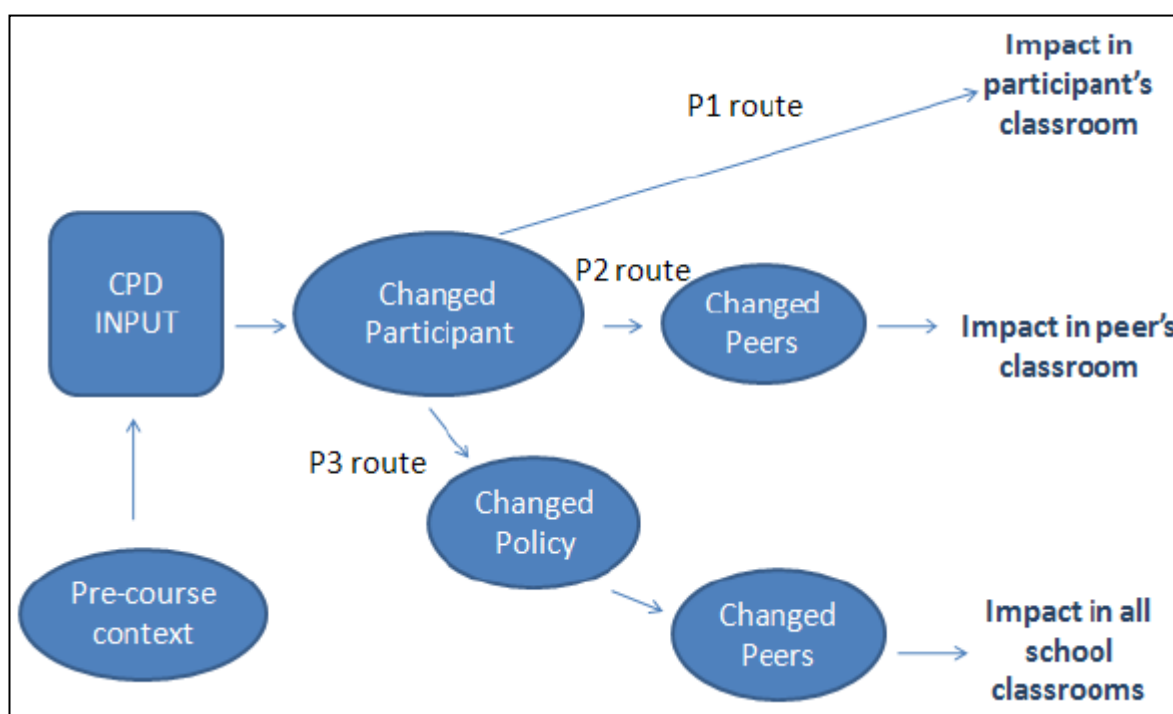 Impact in
participant's
classroom
P1 route
CPD
INPUT
Changed
Participant
P2 route
Changed
Peers
Impact in peer's
classroom
P3 route
Changed
Policy
Pre-course
context
Changed
Peers
Impact in all
school
classrooms